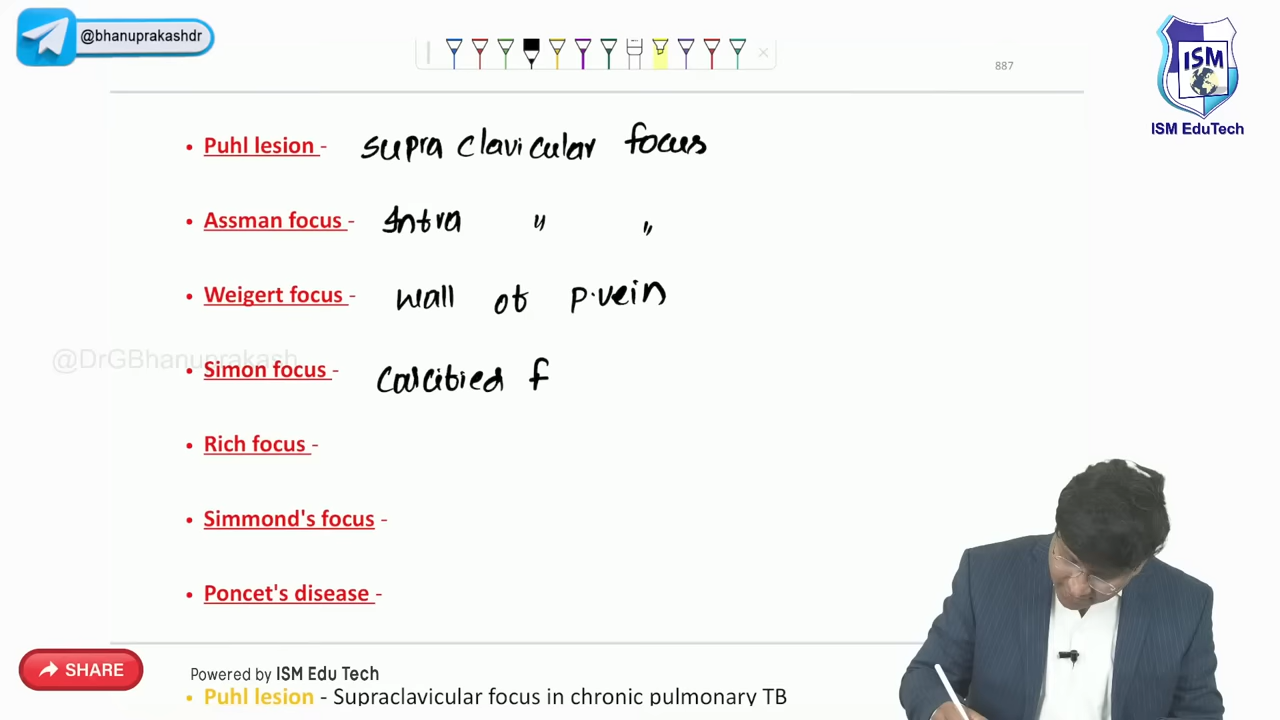 @bhanuprakashdr
887
ISM
ISM EduTech
• Puhl lesion - Supra clavicular focus
• Assman focus - Infra " "
• Weigert focus - Wall of P.vein
@DrGBhanuprakash
• Simon focus - Calcified f
• Rich focus -
• Simmond's focus -
• Poncet's disease -
SHARE
Powered by ISM Edu Tech
• Puhl lesion - Supraclavicular focus in chronic pulmonary TB